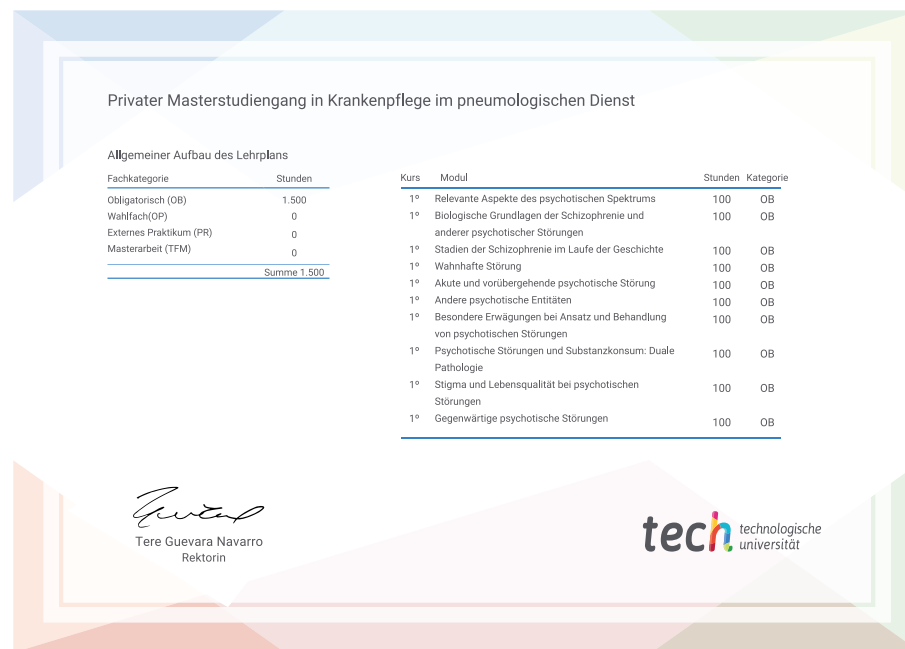 Privater Masterstudiengang in Krankenpflege im pneumologischen Dienst
Allgemeiner Aufbau des Lehrplans
Fachkategorie Stunden
Obligatorisch (OB) 1.500
Wahlfach(OP) 0
Externes Praktikum (PR) 0
Masterarbeit (TFM) 0
Summe 1.500
Kurs Modul Stunden Kategorie
1º Relevante Aspekte des psychotischen Spektrums 100 OB
1º Biologische Grundlagen der Schizophrenie und 100 OB
anderer psychotischer Störungen
1º Stadien der Schizophrenie im Laufe der Geschichte 100 OB
1º Wahnhafte Störung 100 OB
1º Akute und vorübergehende psychotische Störung 100 OB
1º Andere psychotische Entitäten 100 OB
1º Besondere Erwägungen bei Ansatz und Behandlung 100 OB
von psychotischen Störungen
1º Psychotische Störungen und Substanzkonsum: Duale 100 OB
Pathologie
1º Stigma und Lebensqualität bei psychotischen 100 OB
Störungen
1º Gegenwärtige psychotische Störungen 100 OB
Tere Guevara Navarro
Rektorin
tech technologische
universität